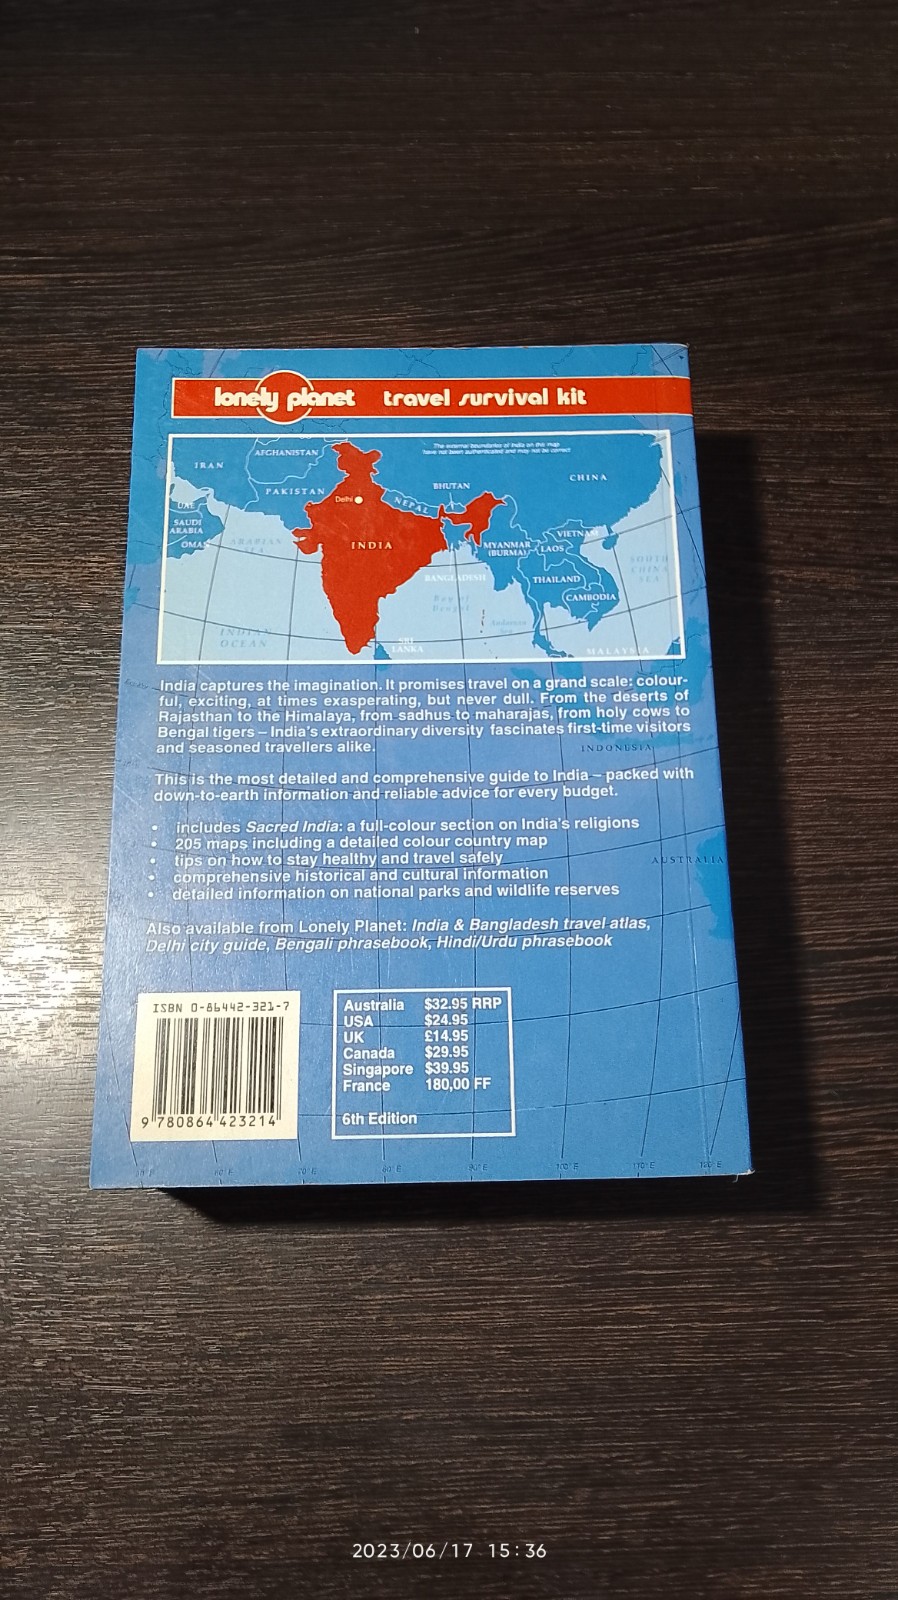 lonely planet travel survival kit
The external boundaries of India on this map
have not been authenticated and may not be correct
AFGHANISTAN
IRAN
CHINA
BHUTAN
PAKISTAN
Delhi
NEPAL
UAE
SAUDI
ARABIA
OMAN
ARABIAN
SEA
INDIA
VIETNAM
MYANMAR
(BURMA)
LAOS
SOUTH
CHINA
SEA
BANGLADESH
THAILAND
Bay of
Bengal
CAMBODIA
Andaman
Sea
INDIAN
OCEAN
SRI
LANKA
MALAYSIA
India captures the imagination. It promises travel on a grand scale: colour-
ful, exciting, at times exasperating, but never dull. From the deserts of
Rajasthan to the Himalaya, from sadhus to maharajas, from holy cows to
Bengal tigers – India's extraordinary diversity fascinates first-time visitors
and seasoned travellers alike.
INDONESIA
This is the most detailed and comprehensive guide to India – packed with
down-to-earth information and reliable advice for every budget.
• includes Sacred India: a full-colour section on India's religions
• 205 maps including a detailed colour country map
• tips on how to stay healthy and travel safely
• comprehensive historical and cultural information
• detailed information on national parks and wildlife reserves
AUSTRALIA
Also available from Lonely Planet: India & Bangladesh travel atlas,
Delhi city guide, Bengali phrasebook, Hindi/Urdu phrasebook
ISBN 0-86442-321-7
9 780864 423214
Australia $32.95 RRP
USA $24.95
UK £14.95
Canada $29.95
Singapore $39.95
France 180,00 FF
6th Edition
100°E 110°E 120°E
2023/06/17 15:36